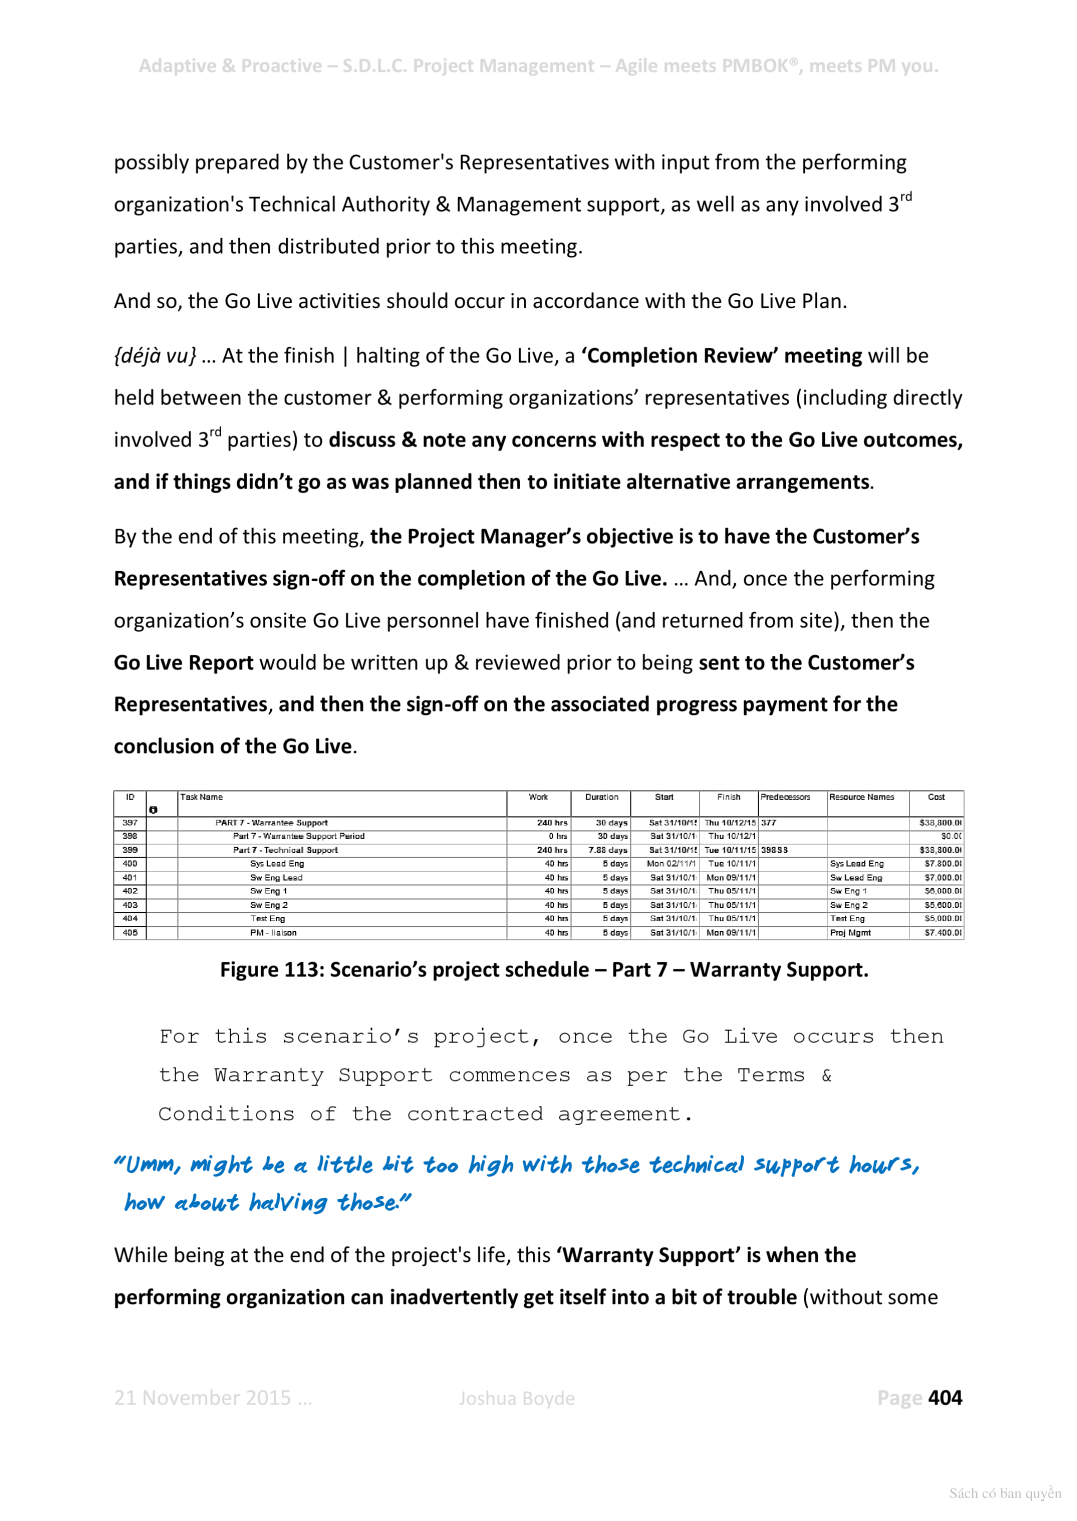 Adaptive & Proactive – S.D.L.C. Project Management – Agile meets PMBOK®, meets PM you.
possibly prepared by the Customer's Representatives with input from the performing
organization's Technical Authority & Management support, as well as any involved 3rd
parties, and then distributed prior to this meeting.
And so, the Go Live activities should occur in accordance with the Go Live Plan.
{déjà vu} … At the finish | halting of the Go Live, a ‘Completion Review’ meeting will be
held between the customer & performing organizations’ representatives (including directly
involved 3rd parties) to discuss & note any concerns with respect to the Go Live outcomes,
and if things didn’t go as was planned then to initiate alternative arrangements.
By the end of this meeting, the Project Manager’s objective is to have the Customer’s
Representatives sign-off on the completion of the Go Live. … And, once the performing
organization’s onsite Go Live personnel have finished (and returned from site), then the
Go Live Report would be written up & reviewed prior to being sent to the Customer’s
Representatives, and then the sign-off on the associated progress payment for the
conclusion of the Go Live.
ID Task Name Work Duration Start Finish Predecessors Resource Names Cost
397 PART 7 - Warrantee Support 240 hrs 30 days Sat 31/10/15 Thu 10/12/15 377 $38,800.00
398 Part 7 - Warrantee Support Period 0 hrs 30 days Sat 31/10/1 Thu 10/12/1 $0.00
399 Part 7 - Technical Support 240 hrs 7.88 days Sat 31/10/15 Tue 10/11/15 398SS $38,800.00
400 Sys Lead Eng 40 hrs 5 days Mon 02/11/1 Tue 10/11/1 Sys Lead Eng $7,800.00
401 Sw Eng Lead 40 hrs 5 days Sat 31/10/1 Mon 09/11/1 Sw Lead Eng $7,000.00
402 Sw Eng 1 40 hrs 5 days Sat 31/10/1 Thu 05/11/1 Sw Eng 1 $6,000.00
403 Sw Eng 2 40 hrs 5 days Sat 31/10/1 Thu 05/11/1 Sw Eng 2 $5,600.00
404 Test Eng 40 hrs 5 days Sat 31/10/1 Thu 05/11/1 Test Eng $5,000.00
405 PM - liaison 40 hrs 5 days Sat 31/10/1 Mon 09/11/1 Proj Mgmt $7,400.00
Figure 113: Scenario’s project schedule – Part 7 – Warranty Support.
For this scenario’s project, once the Go Live occurs then
the Warranty Support commences as per the Terms &
Conditions of the contracted agreement.
“Umm, might be a little bit too high with those technical support hours,
how about halving those.”
While being at the end of the project's life, this ‘Warranty Support’ is when the
performing organization can inadvertently get itself into a bit of trouble (without some
21 November 2015 … Joshua Boyde Page 404
Sách có bản quyền